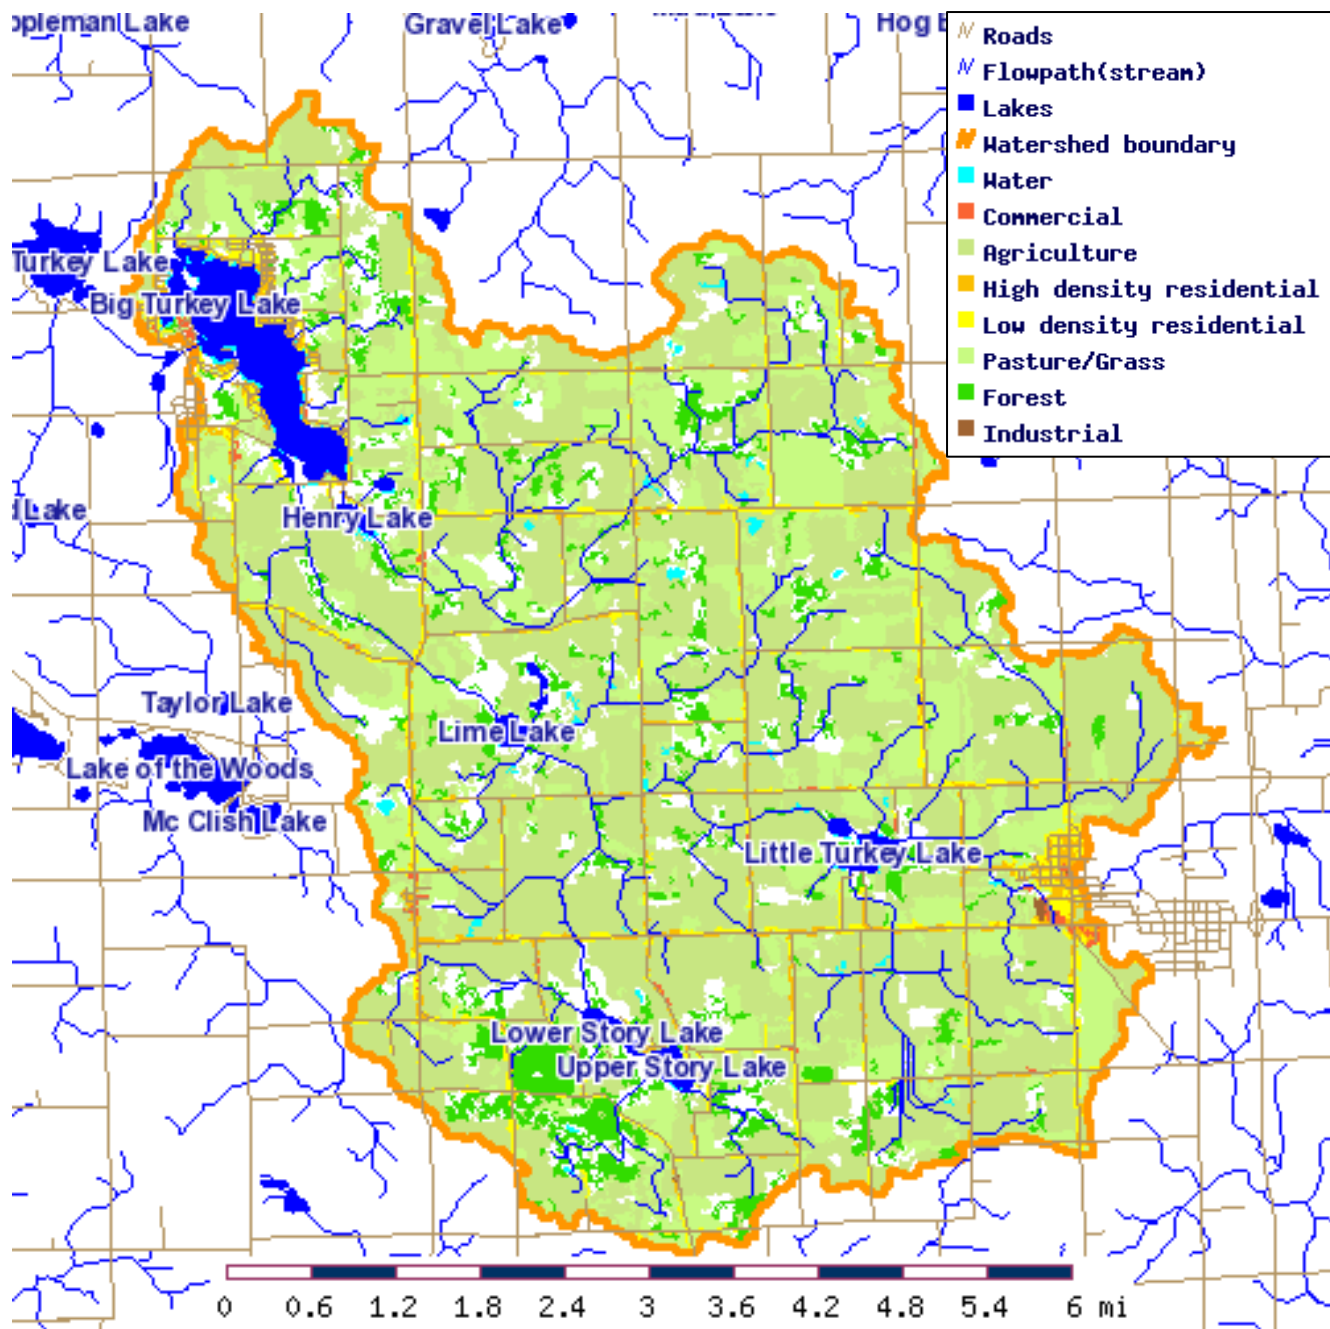 ppleman Lake
Gravel Lake
Hog
Roads
Flowpath(stream)
Lakes
Watershed boundary
Water
Commercial
Agriculture
High density residential
Low density residential
Pasture/Grass
Forest
Industrial
Turkey Lake
Big Turkey Lake
d Lake
Henry Lake
Taylor Lake
Lime Lake
Lake of the Woods
Mc Clish Lake
Little Turkey Lake
Lower Story Lake
Upper Story Lake
0 0.6 1.2 1.8 2.4 3 3.6 4.2 4.8 5.4 6 mi